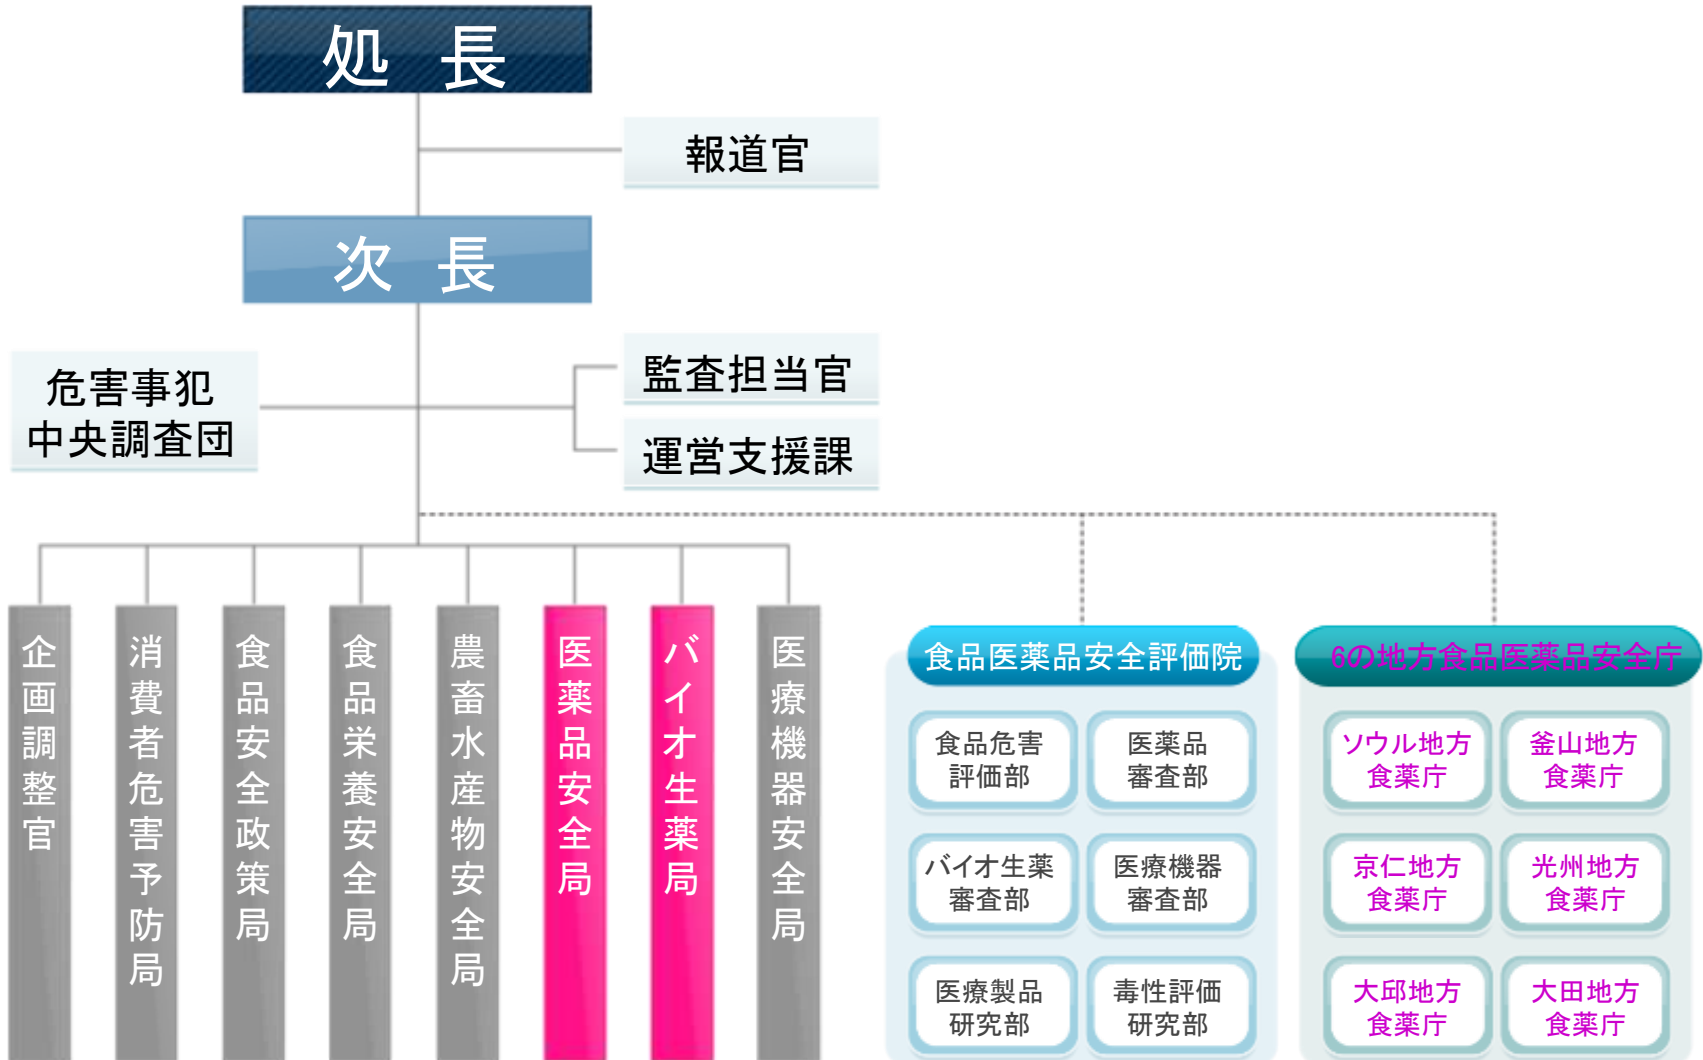 処 長
報道官
次 長
危害事犯
中央調査団
監査担当官
運営支援課
企画調整官
消費者危害予防局
食品安全政策局
食品栄養安全局
農畜水産物安全局
医薬品安全局
バイオ生薬局
医療機器安全局
食品医薬品安全評価院
食品危害
評価部
医薬品
審査部
バイオ生薬
審査部
医療機器
審査部
医療製品
研究部
毒性評価
研究部
6の地方食品医薬品安全庁
ソウル地方
食薬庁
釜山地方
食薬庁
京仁地方
食薬庁
光州地方
食薬庁
大邱地方
食薬庁
大田地方
食薬庁